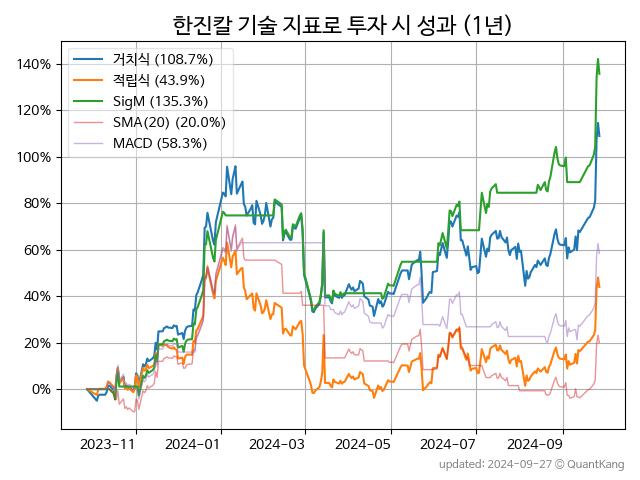 한진칼 기술 지표로 투자 시 성과 (1년)
거치식 (108.7%)
적립식 (43.9%)
SigM (135.3%)
SMA(20) (20.0%)
MACD (58.3%)
140%
120%
100%
80%
60%
40%
20%
0%
2023-11 2024-01 2024-03 2024-05 2024-07 2024-09
updated: 2024-09-27 © QuantKang